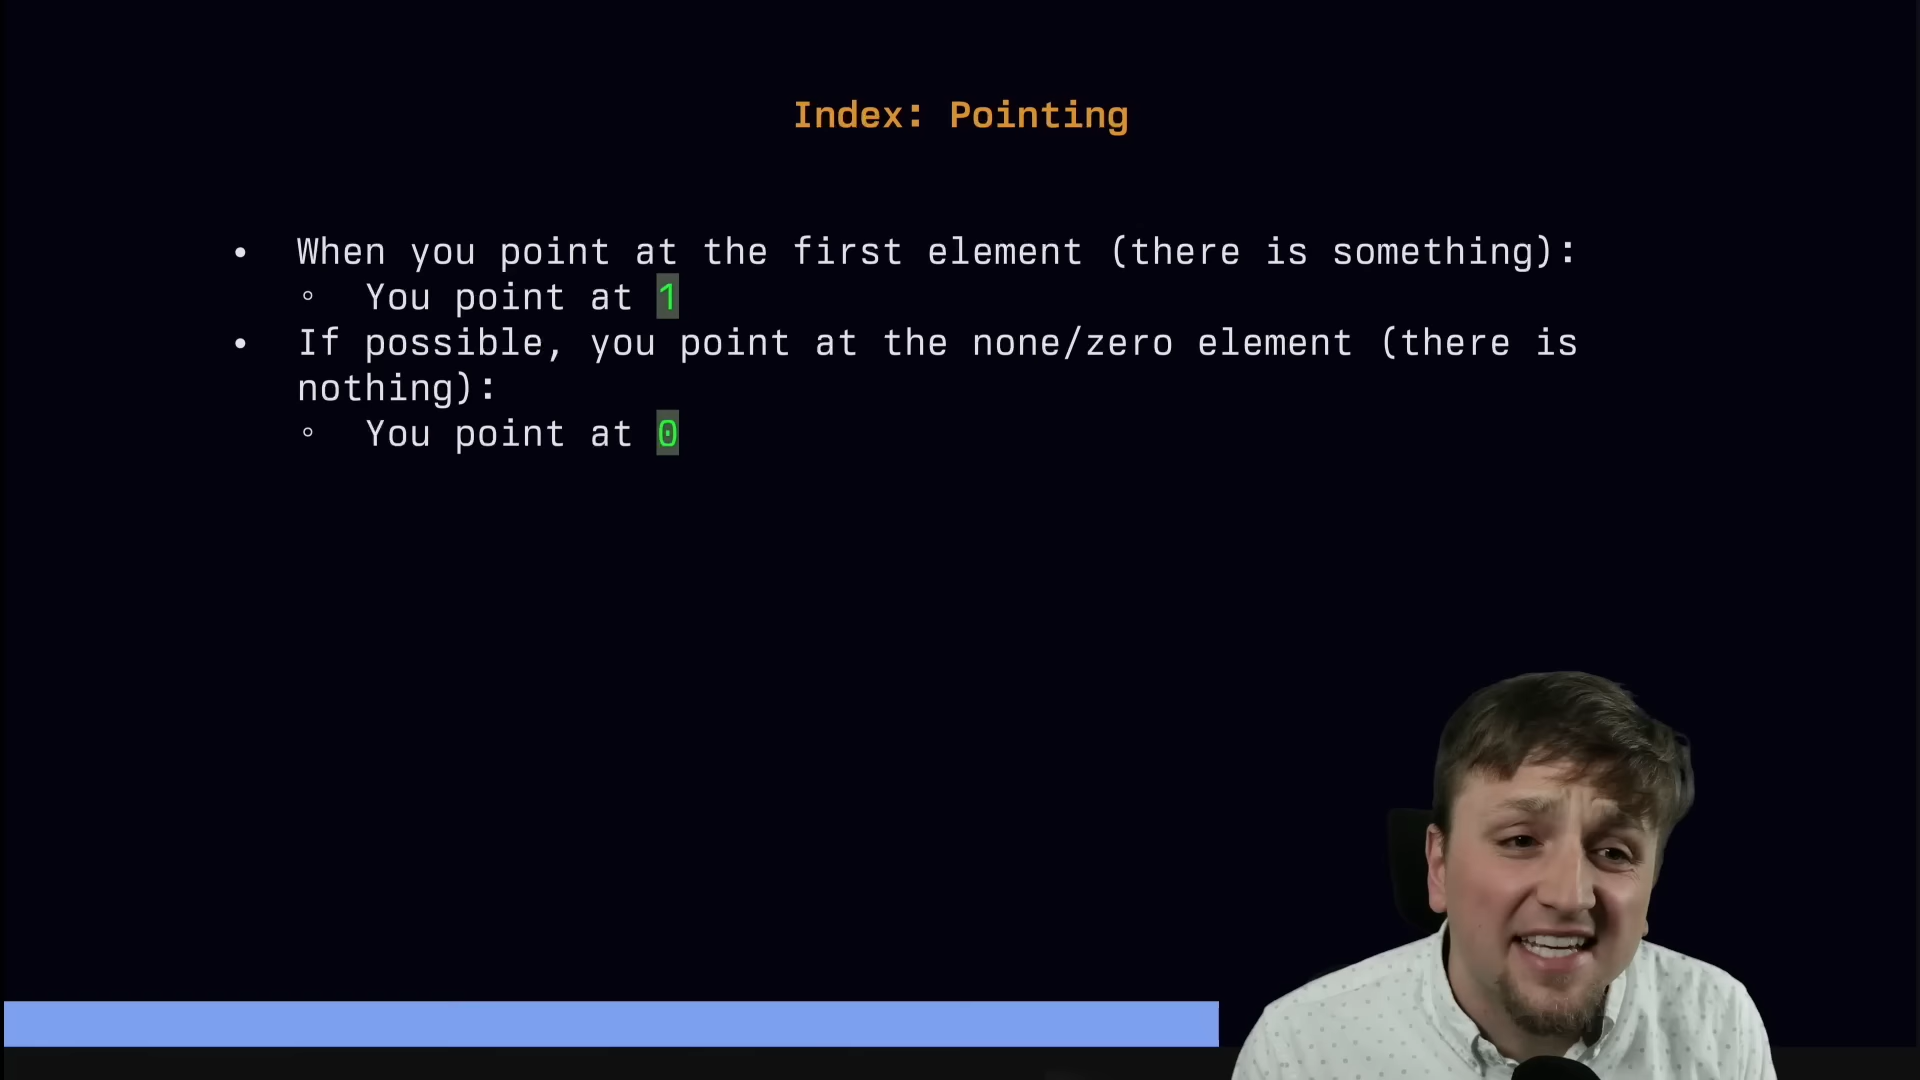 Index: Pointing
• When you point at the first element (there is something):
◦ You point at 1
• If possible, you point at the none/zero element (there is
nothing):
◦ You point at 0